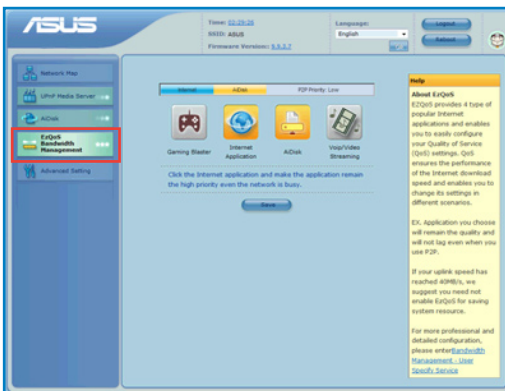 ASUS
Time: 02:29:26
SSID: ASUS
Firmware Version:
Language:
English
Logout
Reboot
Network Map
UPnP Media Server
AiDisk
EzQoS
Bandwidth
Management
Advanced Setting
Internet
AiDisk
P2P Priority: Low
Gaming Blaster
Internet
Application
AiDisk
Voip/Video
Streaming
Click the Internet application and make the application remain
the high priority even the network is busy.
Save
Help
About EzQoS
EZQoS provides 4 type of
popular Internet
applications and enables
you to easily configure
your Quality of Service
(QoS) settings. QoS
ensures the performance
of the Internet download
speed and enables you to
change its settings in
different scenarios.
EX. Application you choose
will remain the quality and
will not lag even when you
use P2P.
If your uplink speed has
reached 40MB/s, we
suggest you need not
enable EzQoS for saving
system resource.
For more professional and
detailed configuration,
please enterBandwidth
Management - User
Specify Service